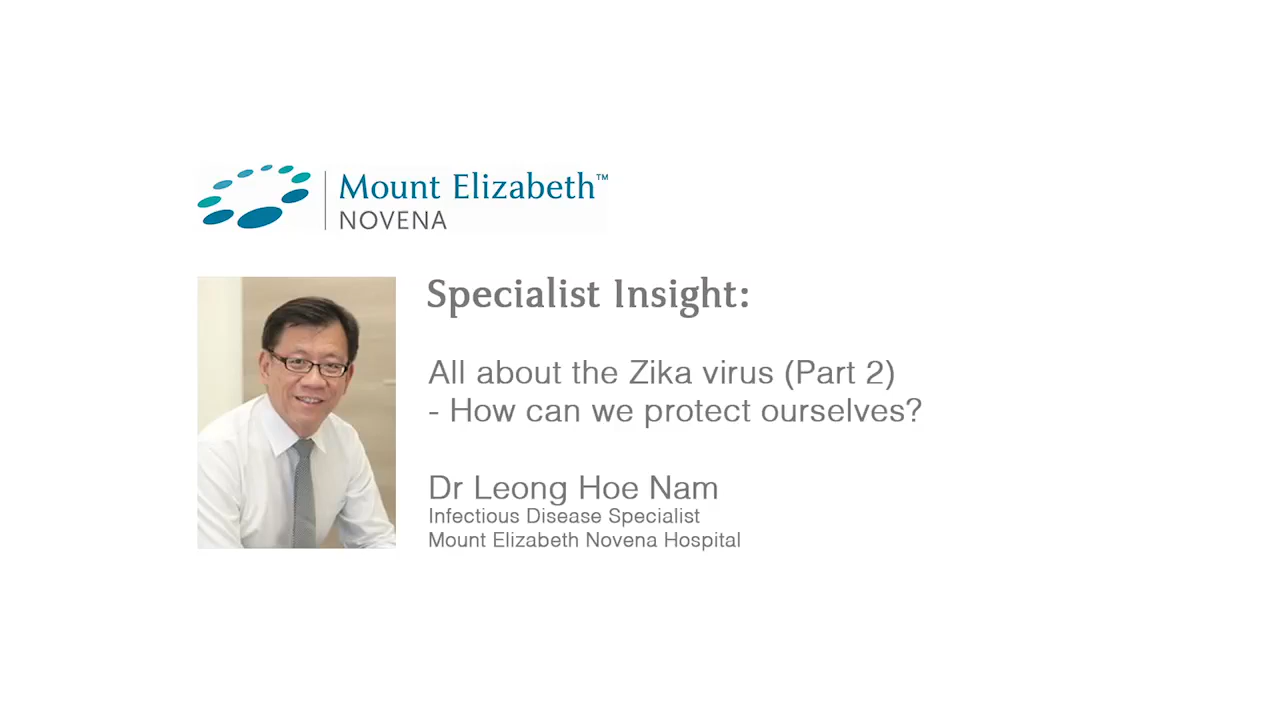 Mount Elizabeth™
NOVENA
Specialist Insight:
All about the Zika virus (Part 2)
- How can we protect ourselves?
Dr Leong Hoe Nam
Infectious Disease Specialist
Mount Elizabeth Novena Hospital